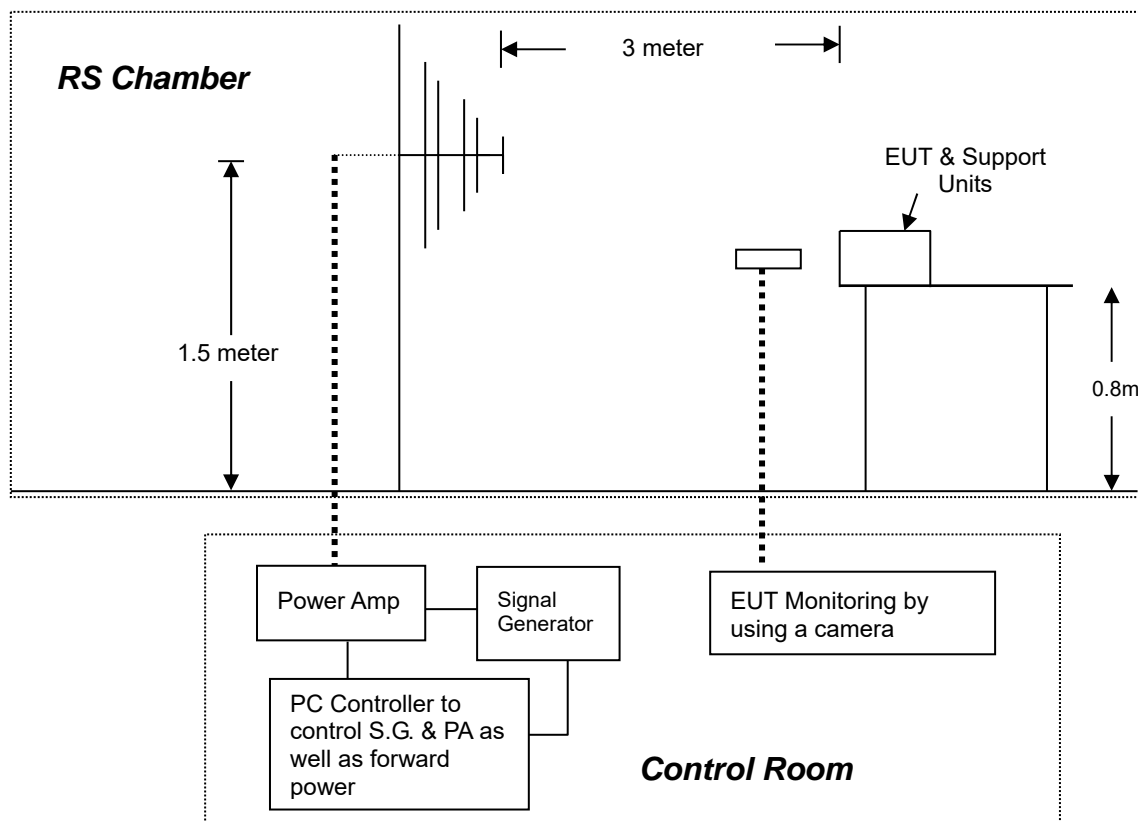 3 meter
RS Chamber
EUT & Support
Units
1.5 meter
0.8m
Power Amp
Signal
Generator
EUT Monitoring by
using a camera
PC Controller to
control S.G. & PA as
well as forward
power
Control Room